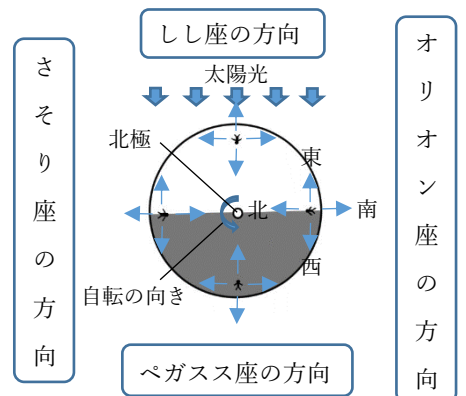 しし座の方向
太陽光
さそり座の方向
オリオン座の方向
北極
東
北
南
西
自転の向き
ペガスス座の方向